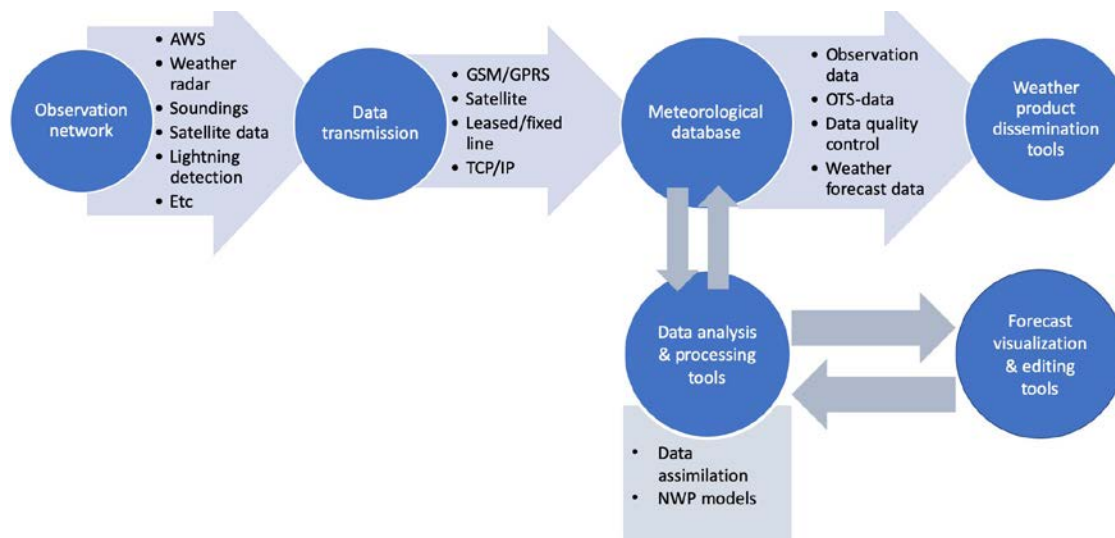 Observation
network
• AWS
• Weather
radar
• Soundings
• Satellite data
• Lightning
detection
• Etc
Data
transmission
• GSM/GPRS
• Satellite
• Leased/fixed
line
• TCP/IP
Meteorological
database
• Observation
data
• OTS-data
• Data quality
control
• Weather
forecast data
Weather
product
dissemination
tools
Data analysis
& processing
tools
• Data
assimilation
• NWP models
Forecast
visualization
& editing
tools